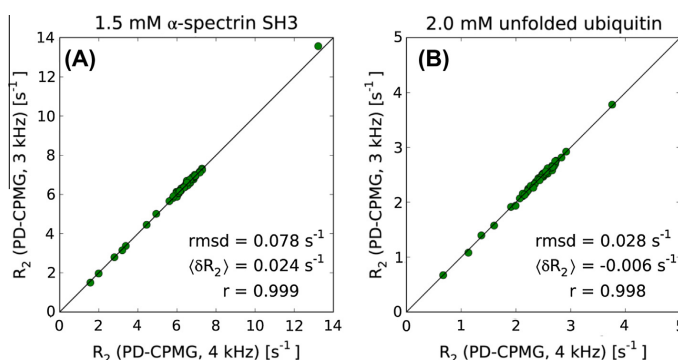 1.5 mM α-spectrin SH3
(A)
R2 (PD-CPMG, 3 kHz) [s-1]
14
12
10
8
6
4
2
0
rmsd = 0.078 s-1
⟨δR2⟩ = 0.024 s-1
r = 0.999
0 2 4 6 8 10 12 14
R2 (PD-CPMG, 4 kHz) [s-1]
2.0 mM unfolded ubiquitin
(B)
R2 (PD-CPMG, 3 kHz) [s-1]
5
4
3
2
1
0
rmsd = 0.028 s-1
⟨δR2⟩ = -0.006 s-1
r = 0.998
0 1 2 3 4 5
R2 (PD-CPMG, 4 kHz) [s-1]